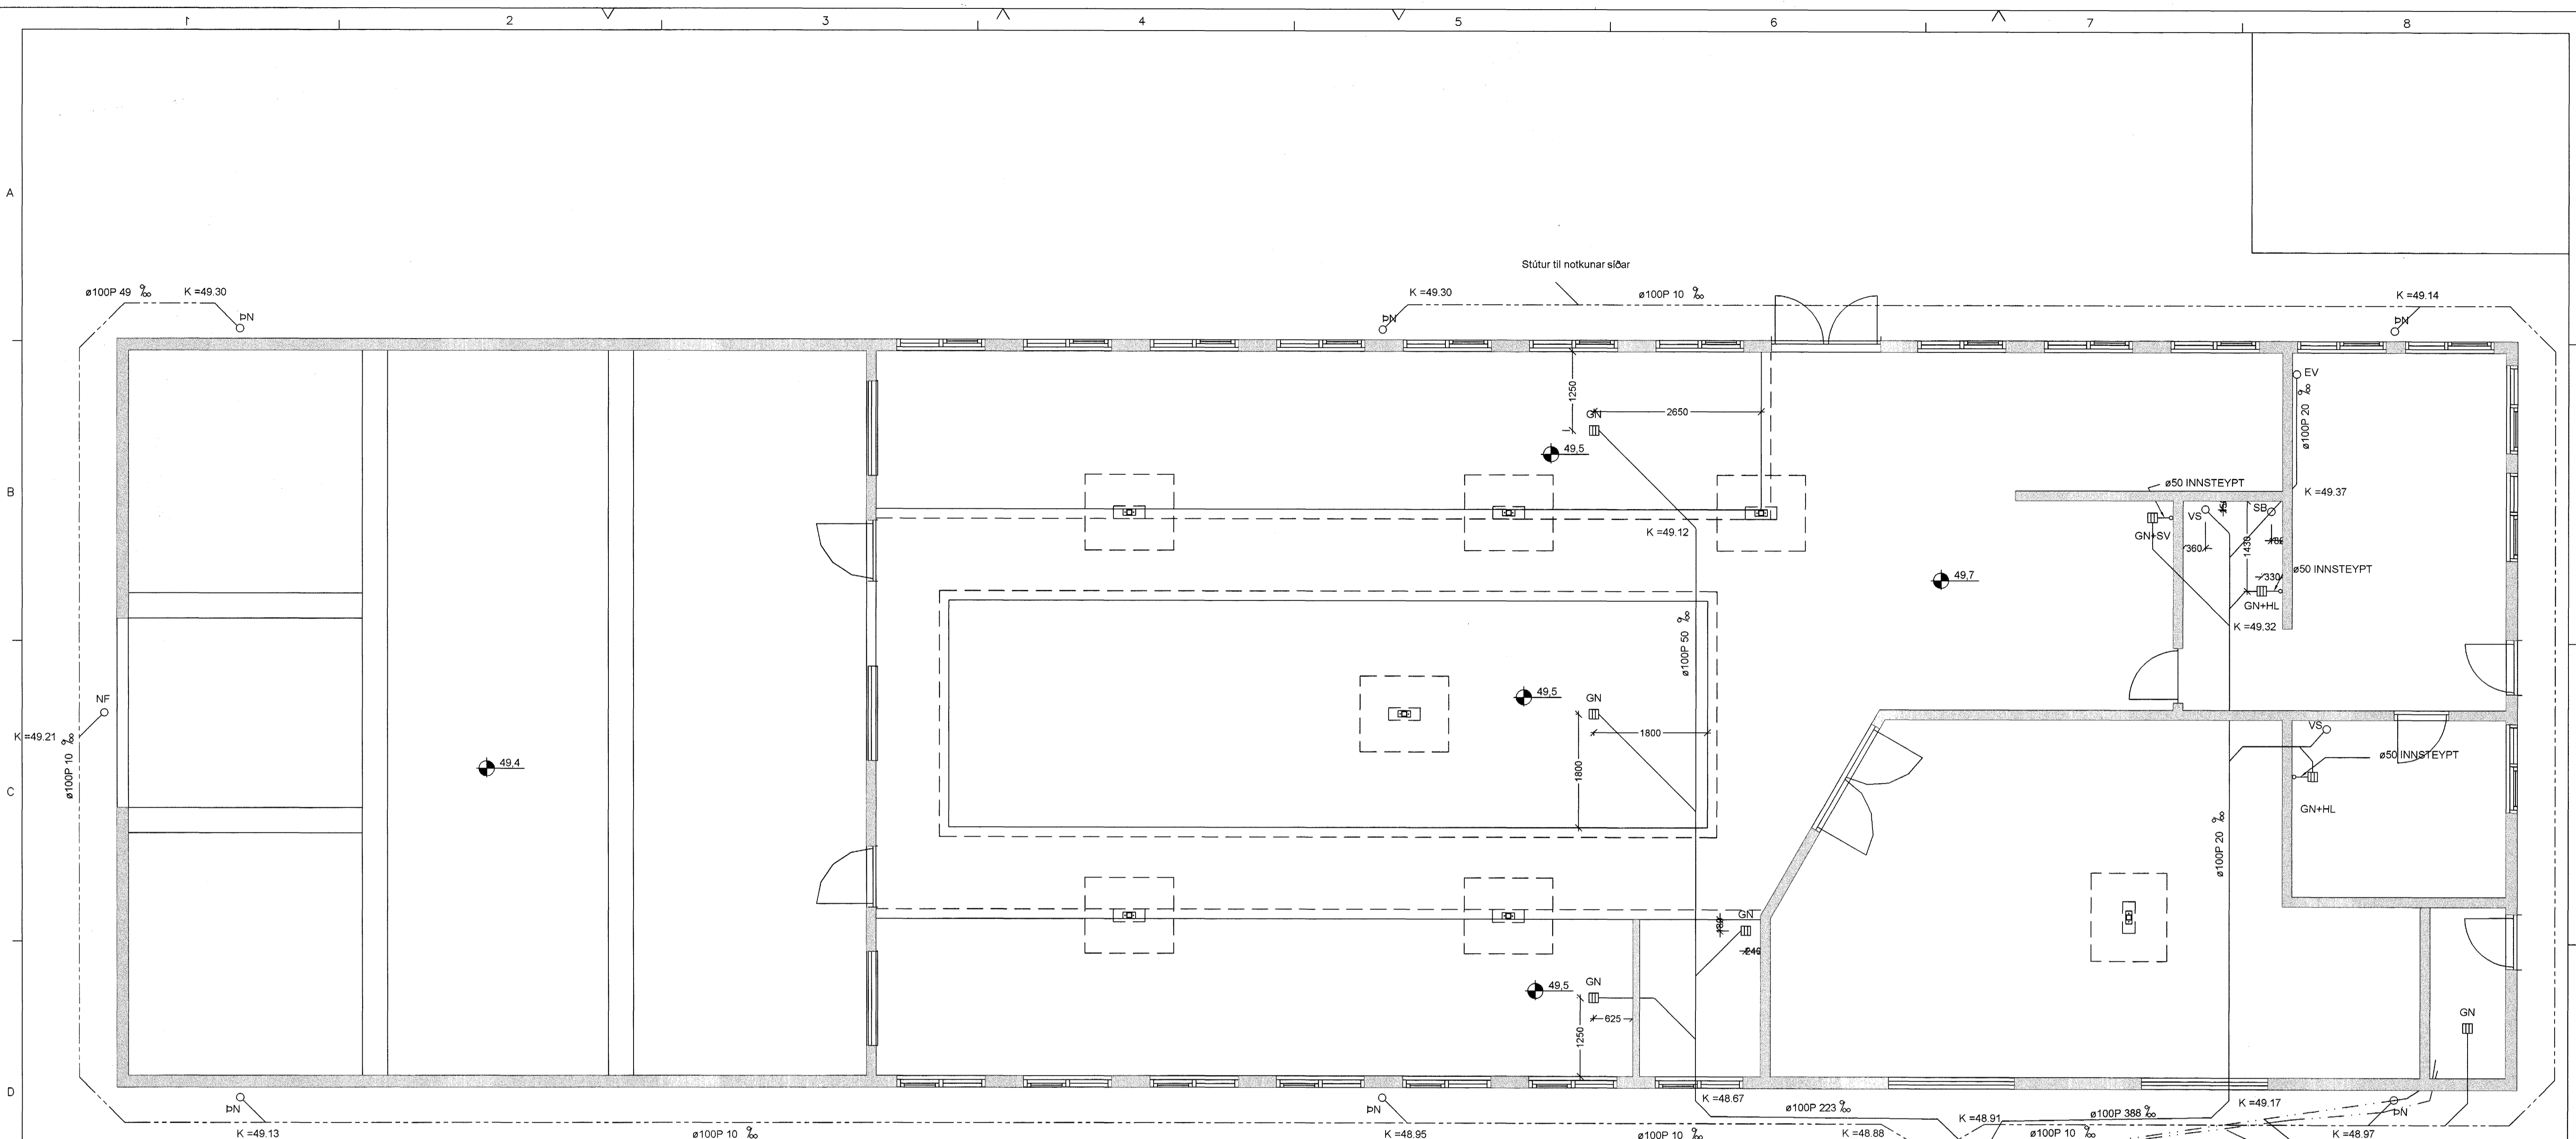 1 2 3 4 5 6 7 8
A
Stútur til notkunar síðar
ø100P 49 ‰ K =49.30
K =49.30
ø100P 10 ‰
K =49.14
ÞN
ÞN
ÞN
EV
ø100P 20 ‰
1250
2650
GN
49,5
B
ø50 INNSTEYPT
K =49.37
VS
SB
K =49.12
GN+SV
360
1430
49,7
330
ø50 INNSTEYPT
GN+HL
K =49.32
ø100P 50 ‰
49,5
GN
NF
VS
1800
K =49.21
ø100P 10 ‰
ø50 INNSTEYPT
49,4
1800
C
GN+HL
ø100P 20 ‰
GN
180
240
49,5
GN
625
1250
GN
D
K =48.67
ø100P 223 ‰
K =48.91
ø100P 388 ‰
K =49.17
ÞN
ÞN
ÞN
K =49.13
ø100P 10 ‰
K =48.95
ø100P 10 ‰
K =48.88
ø100P 10 ‰
K =48.97